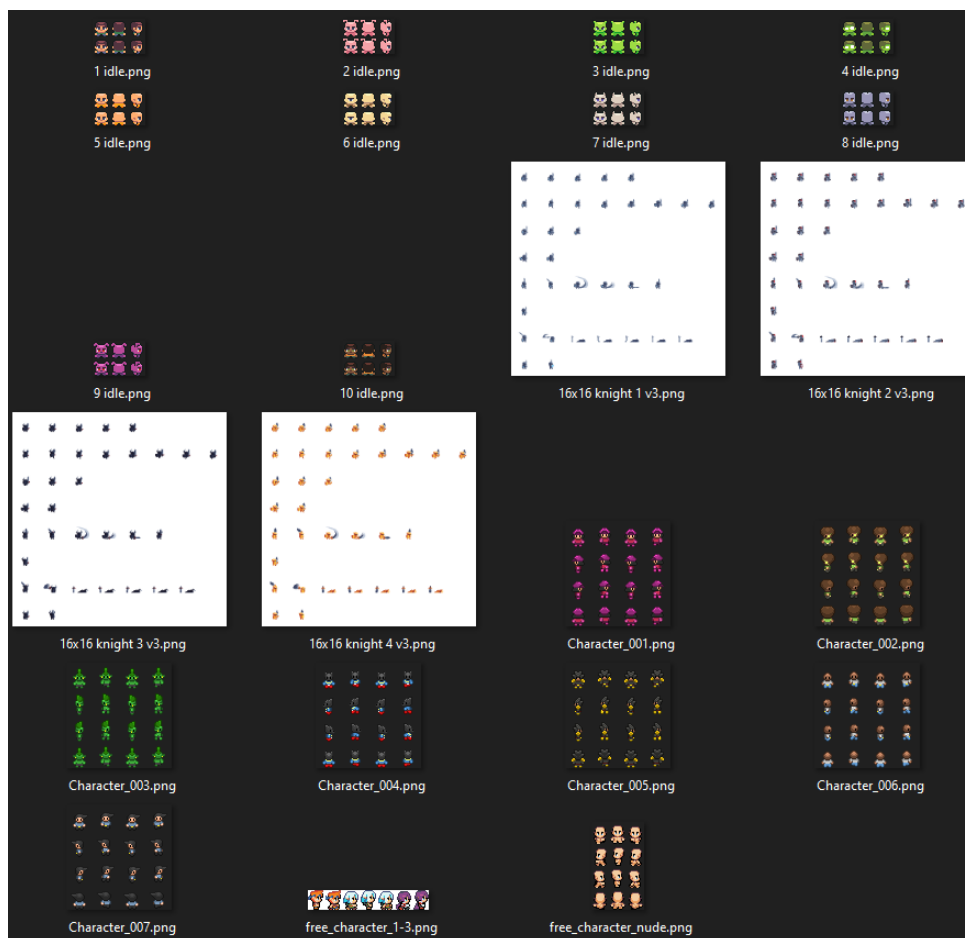 1 idle.png
2 idle.png
3 idle.png
4 idle.png
5 idle.png
6 idle.png
7 idle.png
8 idle.png
9 idle.png
10 idle.png
16x16 knight 1 v3.png
16x16 knight 2 v3.png
16x16 knight 3 v3.png
16x16 knight 4 v3.png
Character_001.png
Character_002.png
Character_003.png
Character_004.png
Character_005.png
Character_006.png
Character_007.png
free_character_1-3.png
free_character_nude.png